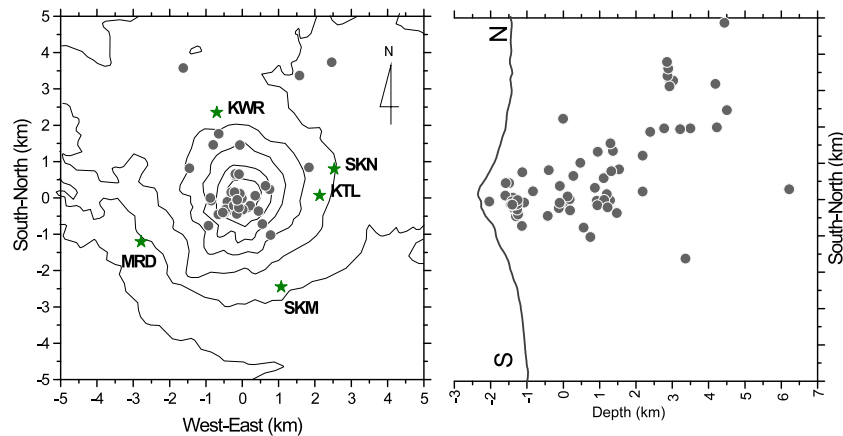 5
4
3
2
1
0
-1
-2
-3
-4
-5
South-North (km)
N
KWR
SKN
KTL
MRD
SKM
-5 -4 -3 -2 -1 0 1 2 3 4 5
West-East (km)
N
S
-3 -2 -1 0 1 2 3 4 5 6 7
Depth (km)
South-North (km)